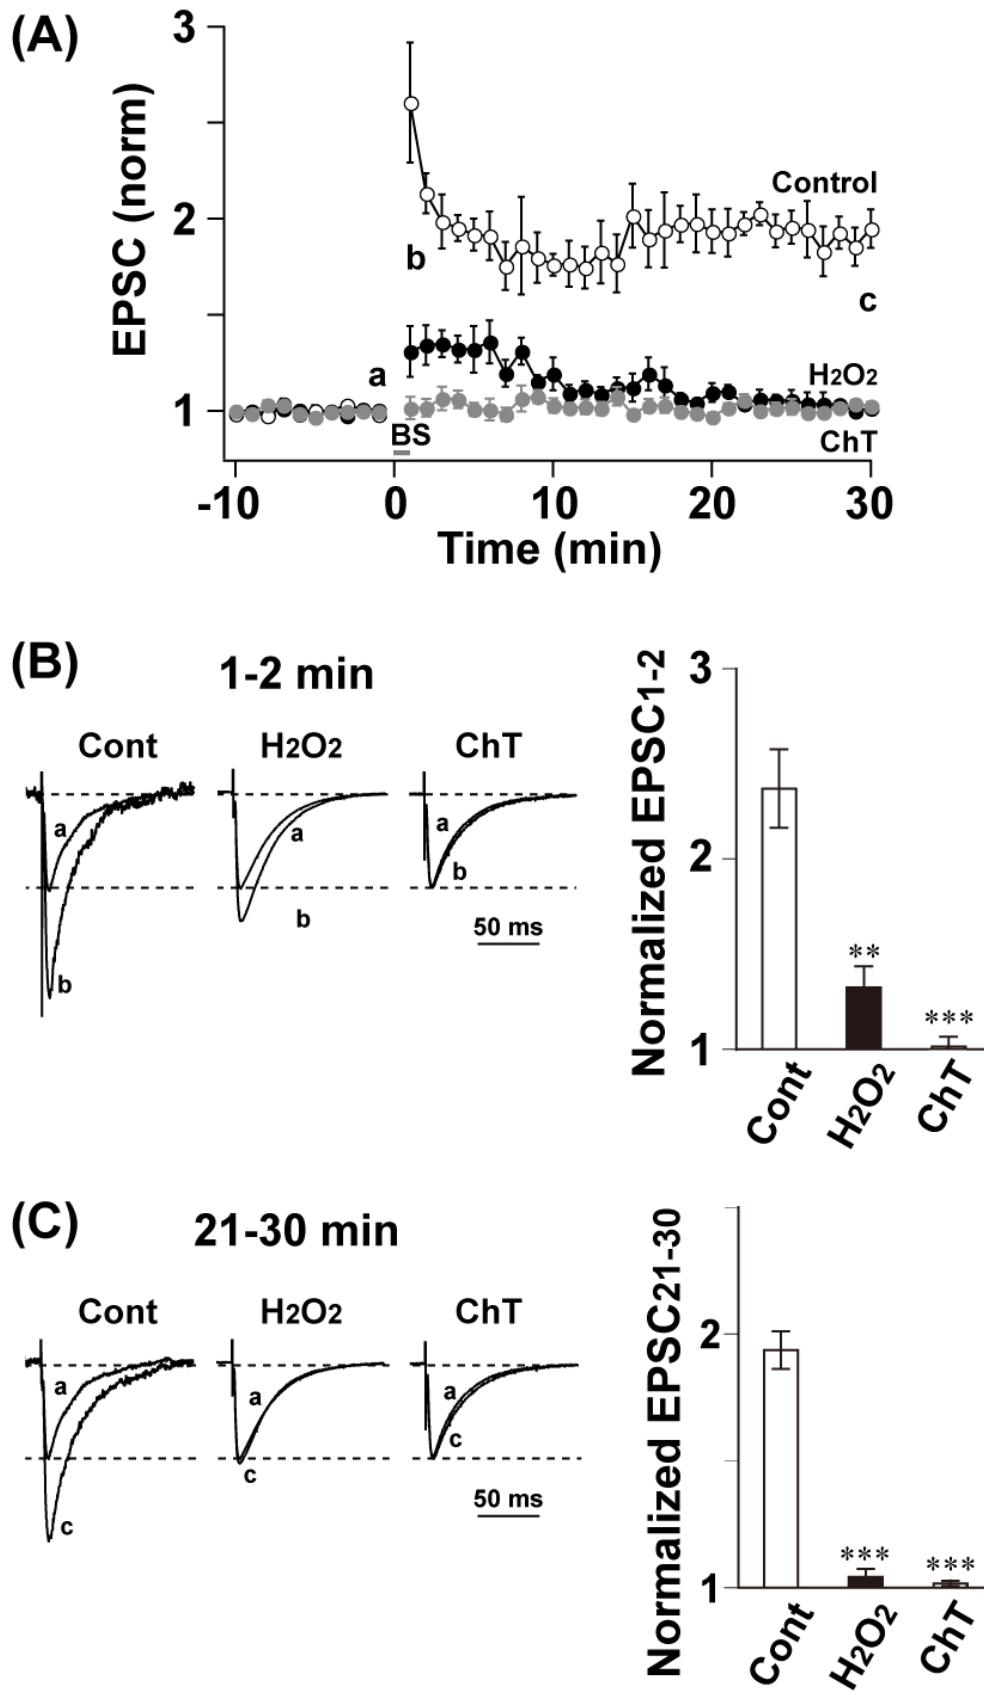 (A)
3
2
1
EPSC (norm)
Control
b
c
a
H2O2
BS
ChT
-10 0 10 20 30
Time (min)
(B)
1-2 min
Cont H2O2 ChT
a
b
a
b
a
b
50 ms
Normalized EPSC1-2
3
2
1
**
***
Cont H2O2 ChT
(C)
21-30 min
Cont H2O2 ChT
a
c
a
c
a
c
50 ms
Normalized EPSC21-30
2
1
***
***
Cont H2O2 ChT